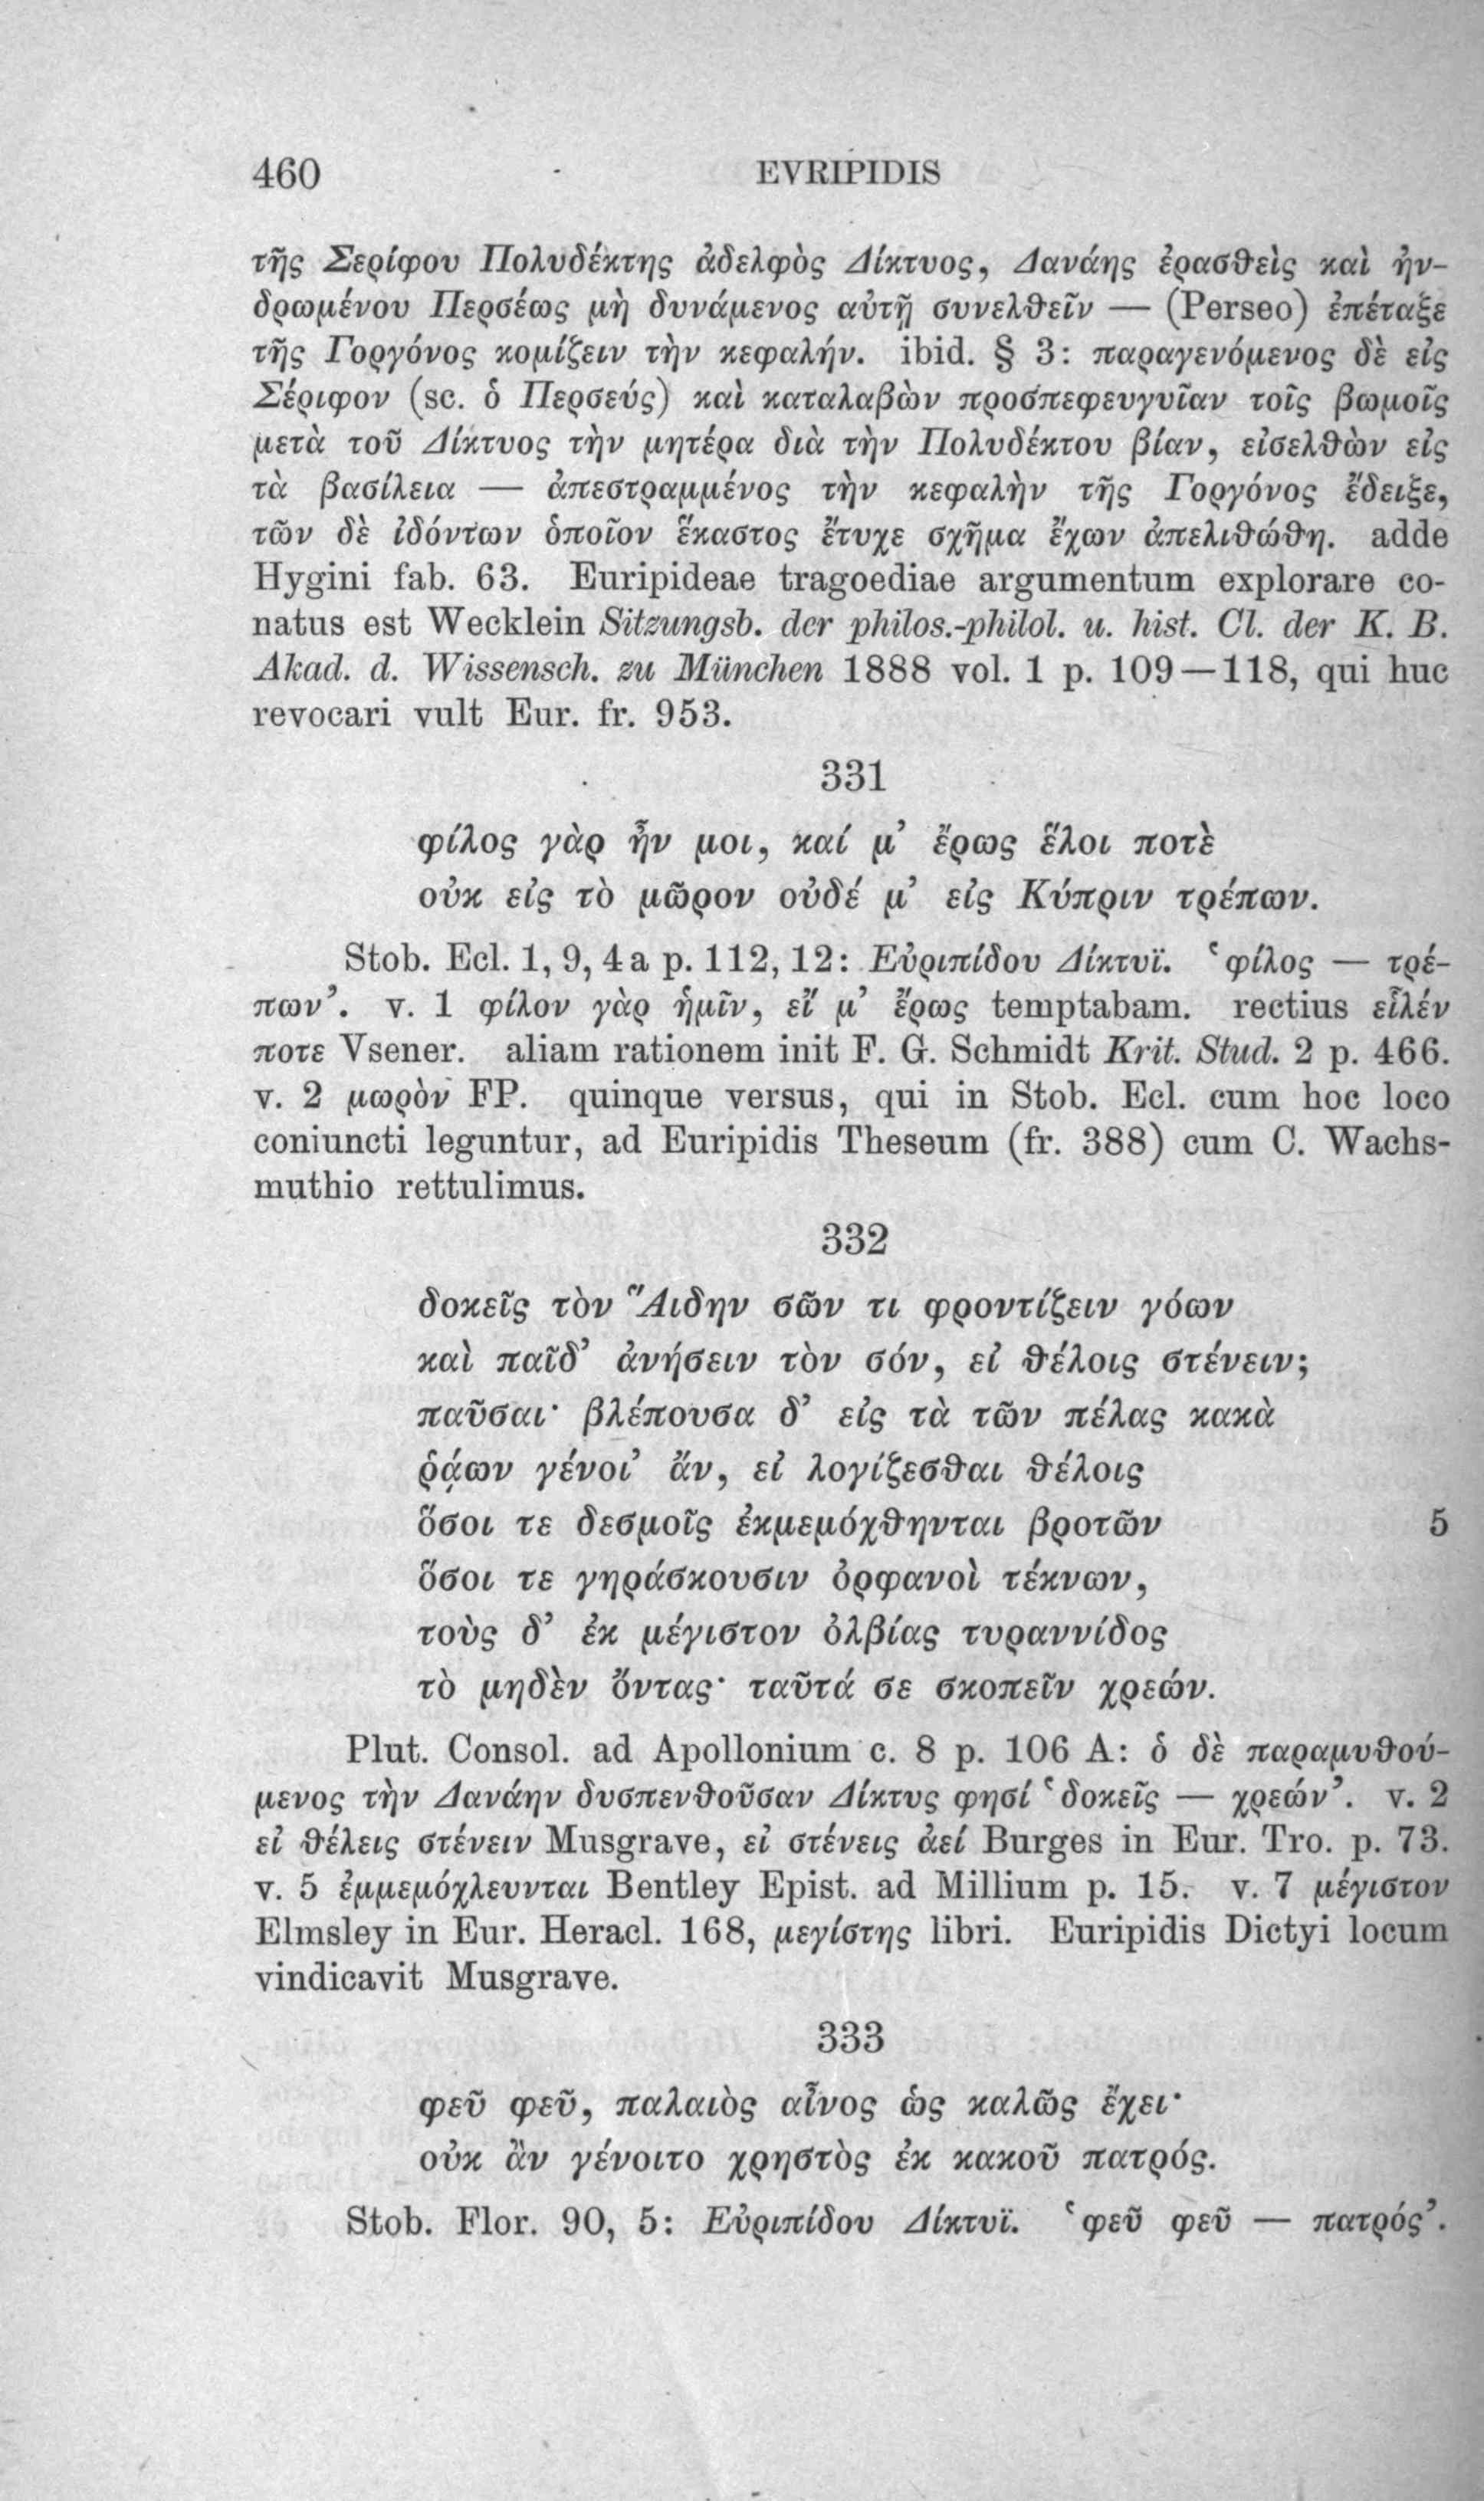 460 EVRIPIDIS
τῆς Σερίφου Πολυδέκτης ἀδελφὸς Δίκτυος, Δανάης ἐρασθεὶς καὶ ἠν-
δρωμένου Περσέως μὴ δυνάμενος αὐτῇ συνελθεῖν — (Perseo) ἐπέταξε
τῆς Γοργόνος κομίζειν τὴν κεφαλήν. ibid. § 3: παραγενόμενος δὲ εἰς
Σέριφον (sc. ὁ Περσεύς) καὶ καταλαβὼν προσπεφευγυῖαν τοῖς βωμοῖς
μετὰ τοῦ Δίκτυος τὴν μητέρα διὰ τὴν Πολυδέκτου βίαν, εἰσελθὼν εἰς
τὰ βασίλεια — ἀπεστραμμένος τὴν κεφαλὴν τῆς Γοργόνος ἔδειξε,
τῶν δὲ ἰδόντων ὁποῖον ἕκαστος ἔτυχε σχῆμα ἔχων ἀπελιθώθη. adde
Hygini fab. 63. Euripideae tragoediae argumentum explorare co-
natus est Wecklein Sitzungsb. der philos.-philol. u. hist. Cl. der K. B.
Akad. d. Wissensch. zu München 1888 vol. 1 p. 109—118, qui huc
revocari vult Eur. fr. 953.
331
φίλος γὰρ ἦν μοι, καί μ’ ἔρως ἕλοι ποτὲ
οὐκ εἰς τὸ μῶρον οὐδέ μ’ εἰς Κύπριν τρέπων.
Stob. Ecl. 1, 9, 4a p. 112, 12: Εὐριπίδου Δίκτυϊ. ‘φίλος — τρέ-
πων’. v. 1 φίλον γὰρ ἡμῖν, εἴ μ’ ἔρως temptabam. rectius εἷλέν
ποτε Vsener. aliam rationem init F. G. Schmidt Krit. Stud. 2 p. 466.
v. 2 μωρὸν FP. quinque versus, qui in Stob. Ecl. cum hoc loco
coniuncti leguntur, ad Euripidis Theseum (fr. 388) cum C. Wachs-
muthio rettulimus.
332
δοκεῖς τὸν Ἅιδην σῶν τι φροντίζειν γόων
καὶ παῖδ’ ἀνήσειν τὸν σόν, εἰ θέλοις στένειν;
παῦσαι· βλέπουσα δ’ εἰς τὰ τῶν πέλας κακὰ
ῥᾴων γένοι’ ἄν, εἰ λογίζεσθαι θέλοις
ὅσοι τε δεσμοῖς ἐκμεμόχθηνται βροτῶν 5
ὅσοι τε γηράσκουσιν ὀρφανοὶ τέκνων,
τοὺς δ’ ἐκ μέγιστον ὀλβίας τυραννίδος
τὸ μηδὲν ὄντας· ταῦτά σε σκοπεῖν χρεών.
Plut. Consol. ad Apollonium c. 8 p. 106 A: ὁ δὲ παραμυθού-
μενος τὴν Δανάην δυσπενθοῦσαν Δίκτυς φησί ‘δοκεῖς — χρεών’. v. 2
εἰ θέλεις στένειν Musgrave, εἰ στένεις ἀεί Burges in Eur. Tro. p. 73.
v. 5 ἐμμεμόχλευνται Bentley Epist. ad Millium p. 15. v. 7 μέγιστον
Elmsley in Eur. Heracl. 168, μεγίστης libri. Euripidis Dictyi locum
vindicavit Musgrave.
333
φεῦ φεῦ, παλαιὸς αἶνος ὡς καλῶς ἔχει·
οὐκ ἂν γένοιτο χρηστὸς ἐκ κακοῦ πατρός.
Stob. Flor. 90, 5: Εὐριπίδου Δίκτυϊ. ‘φεῦ φεῦ — πατρός’.